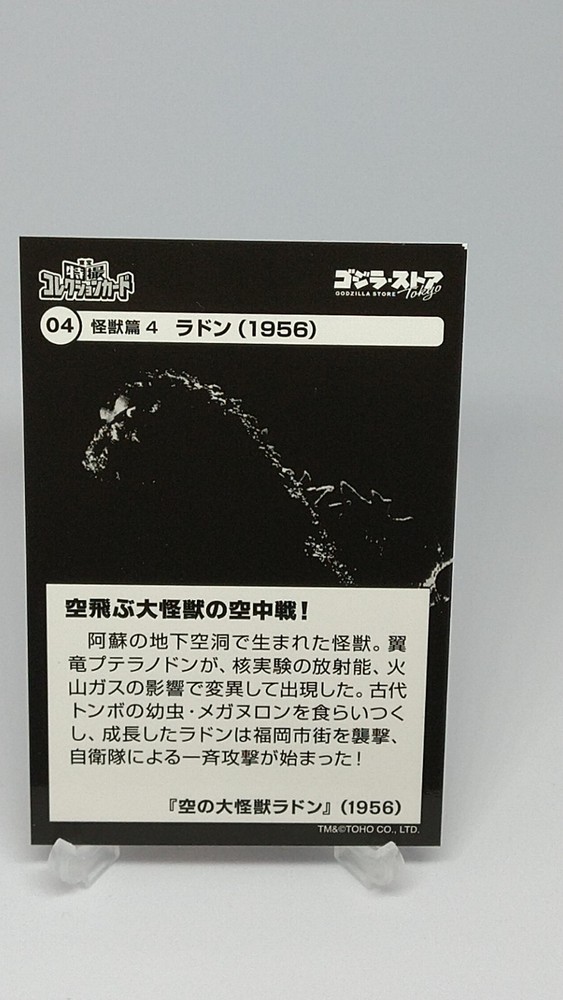 東宝
特撮
コレクションカード
ゴジラ・ストア
GODZILLA STORE Tokyo
04 怪獣篇4 ラドン(1956)
空飛ぶ大怪獣の空中戦!
阿蘇の地下空洞で生まれた怪獣。翼
竜プテラノドンが、核実験の放射能、火
山ガスの影響で変異して出現した。古代
トンボの幼虫・メガヌロンを食らいつく
し、成長したラドンは福岡市街を襲撃、
自衛隊による一斉攻撃が始まった!
『空の大怪獣ラドン』(1956)
TM&©TOHO CO., LTD.